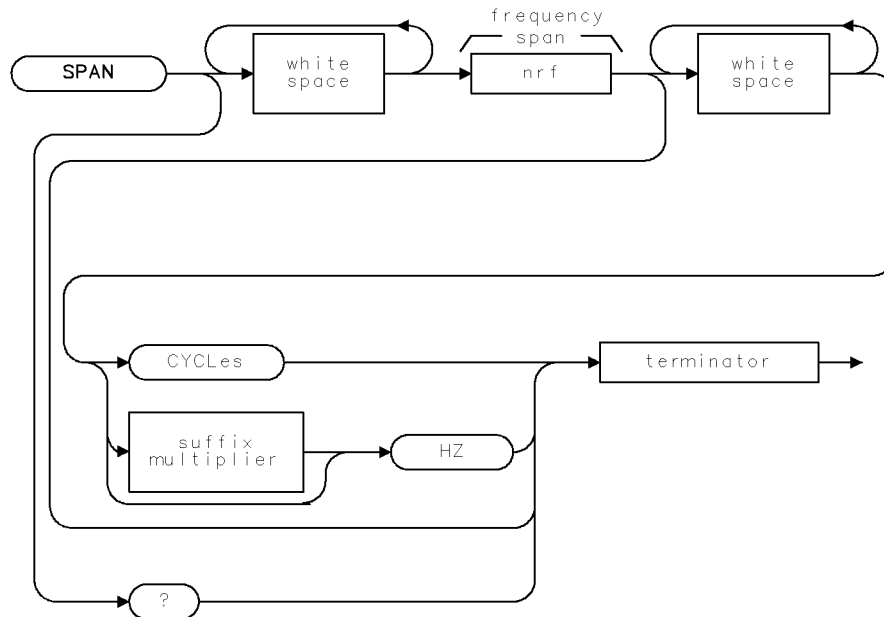 frequency
span
SPAN
white
space
nrf
white
space
CYCLes
terminator
suffix
multiplier
HZ
?